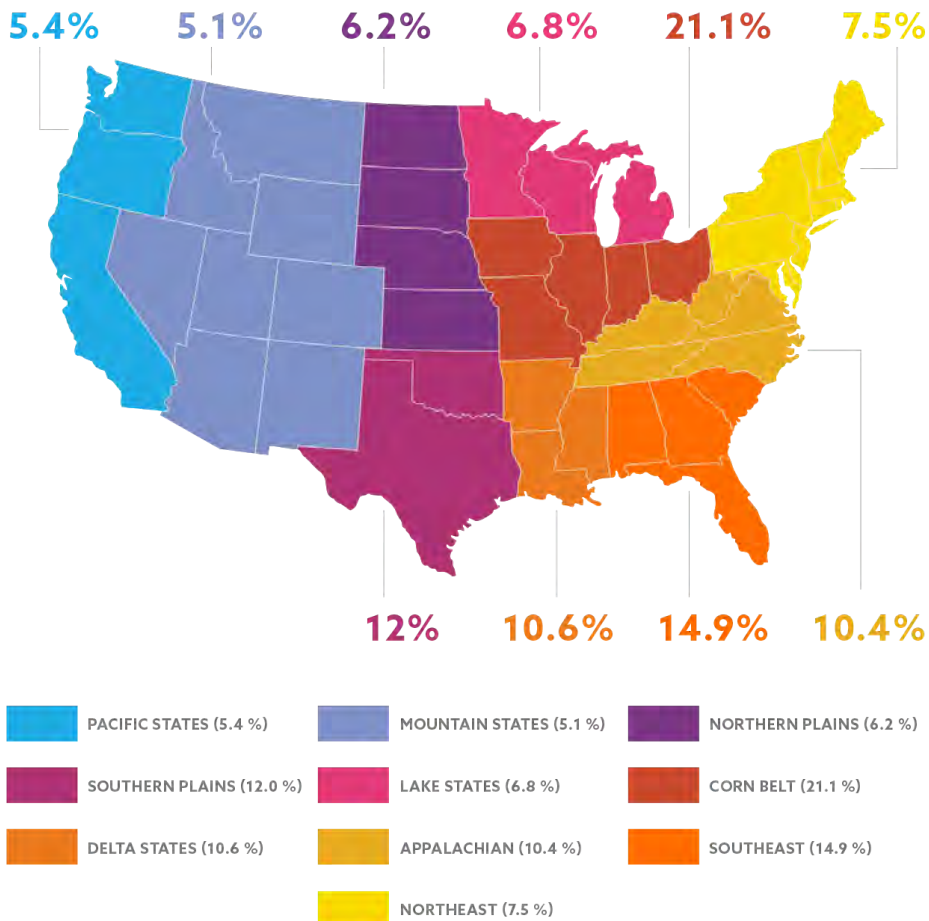 5.4% 5.1% 6.2% 6.8% 21.1% 7.5%
12% 10.6% 14.9% 10.4%
PACIFIC STATES (5.4 %) MOUNTAIN STATES (5.1 %) NORTHERN PLAINS (6.2 %)
SOUTHERN PLAINS (12.0 %) LAKE STATES (6.8 %) CORN BELT (21.1 %)
DELTA STATES (10.6 %) APPALACHIAN (10.4 %) SOUTHEAST (14.9 %)
NORTHEAST (7.5 %)